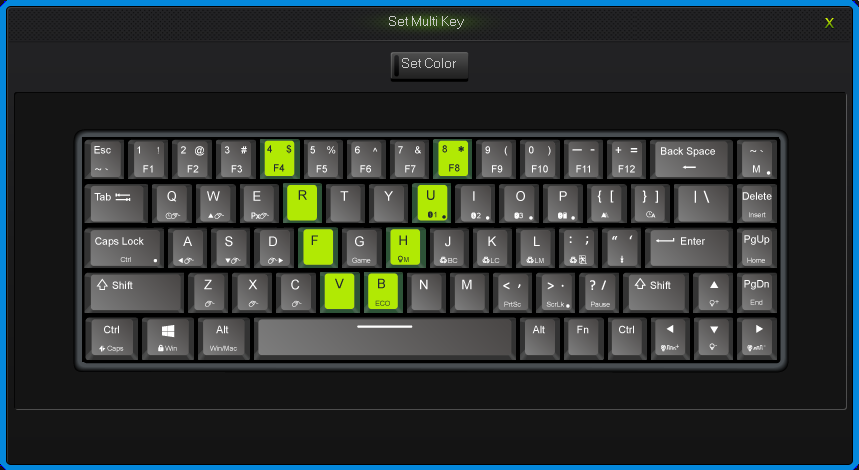 Set Multi Key
X
Set Color
Esc 1 ! 2 @ 3 # 4 $ 5 % 6 ^ 7 & 8 * 9 ( 0 ) — - + = Back Space ~ `
~ ` F1 F2 F3 F4 F5 F6 F7 F8 F9 F10 F11 F12 ← M
Tab Q W E R T Y U I O P { [ } ] | \ Delete
Px 1 2 3 A Insert
Caps Lock A S D F G H J K L : ; “ ‘ Enter PgUp
Ctrl Game M BC LC LM Home
Shift Z X C V B N M < , > . ? / Shift ▲ PgDn
ECO PrtSc ScrLk Pause + End
Ctrl Alt Alt Fn Ctrl ◀ ▼ ▶
Caps Win Win/Mac -